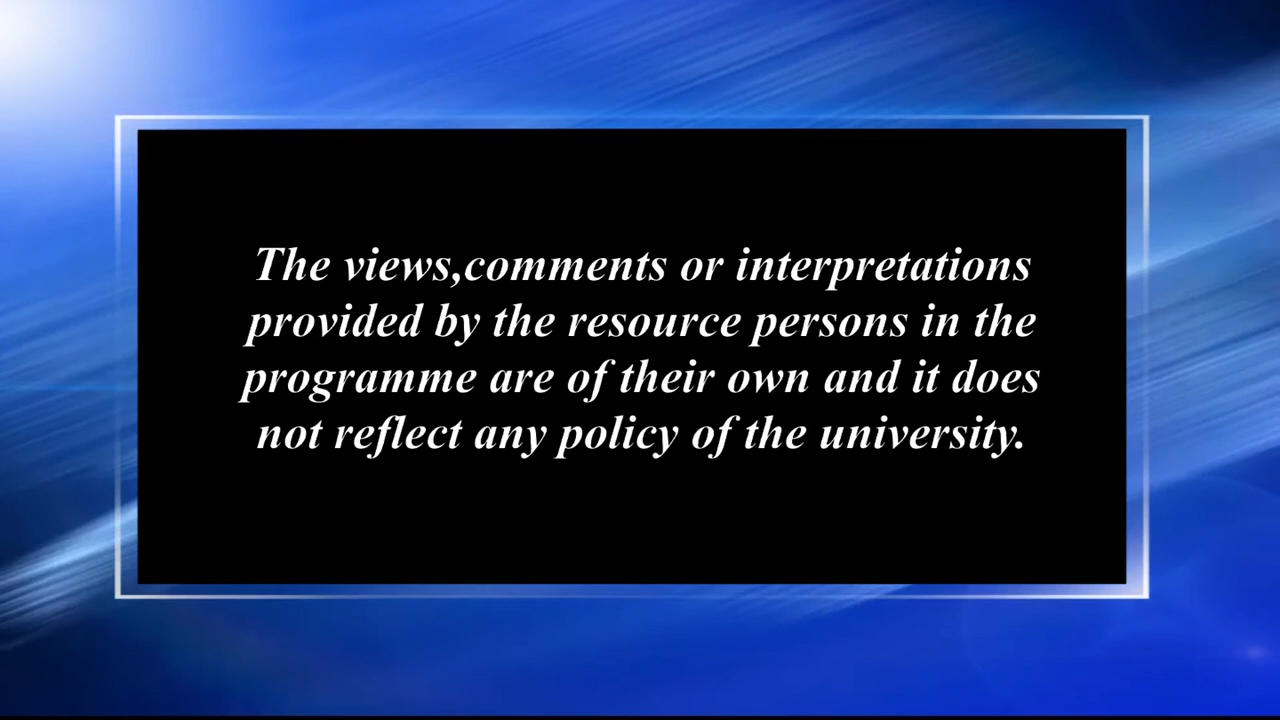 The views,comments or interpretations
provided by the resource persons in the
programme are of their own and it does
not reflect any policy of the university.